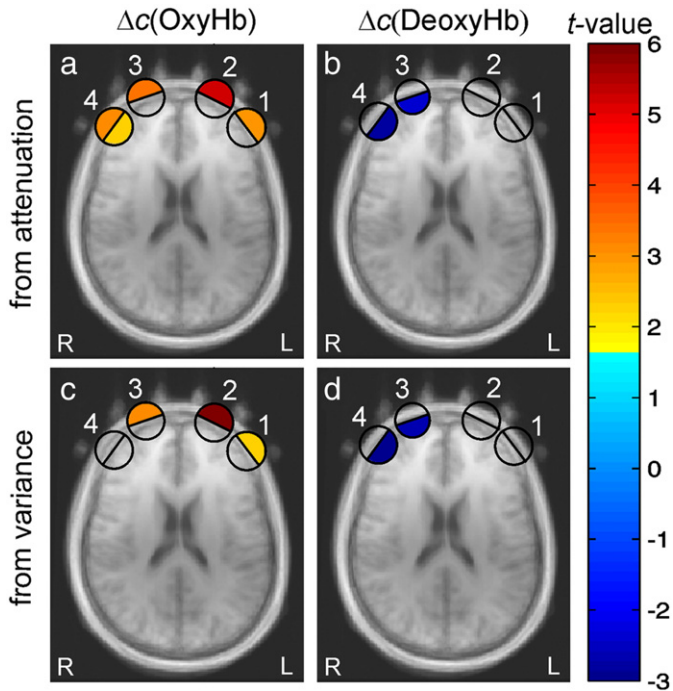 Δc(OxyHb) Δc(DeoxyHb) t-value
from attenuation
a 4 3 2 1 R L
b 4 3 2 1 R L
from variance
c 4 3 2 1 R L
d 4 3 2 1 R L
6
5
4
3
2
1
0
-1
-2
-3